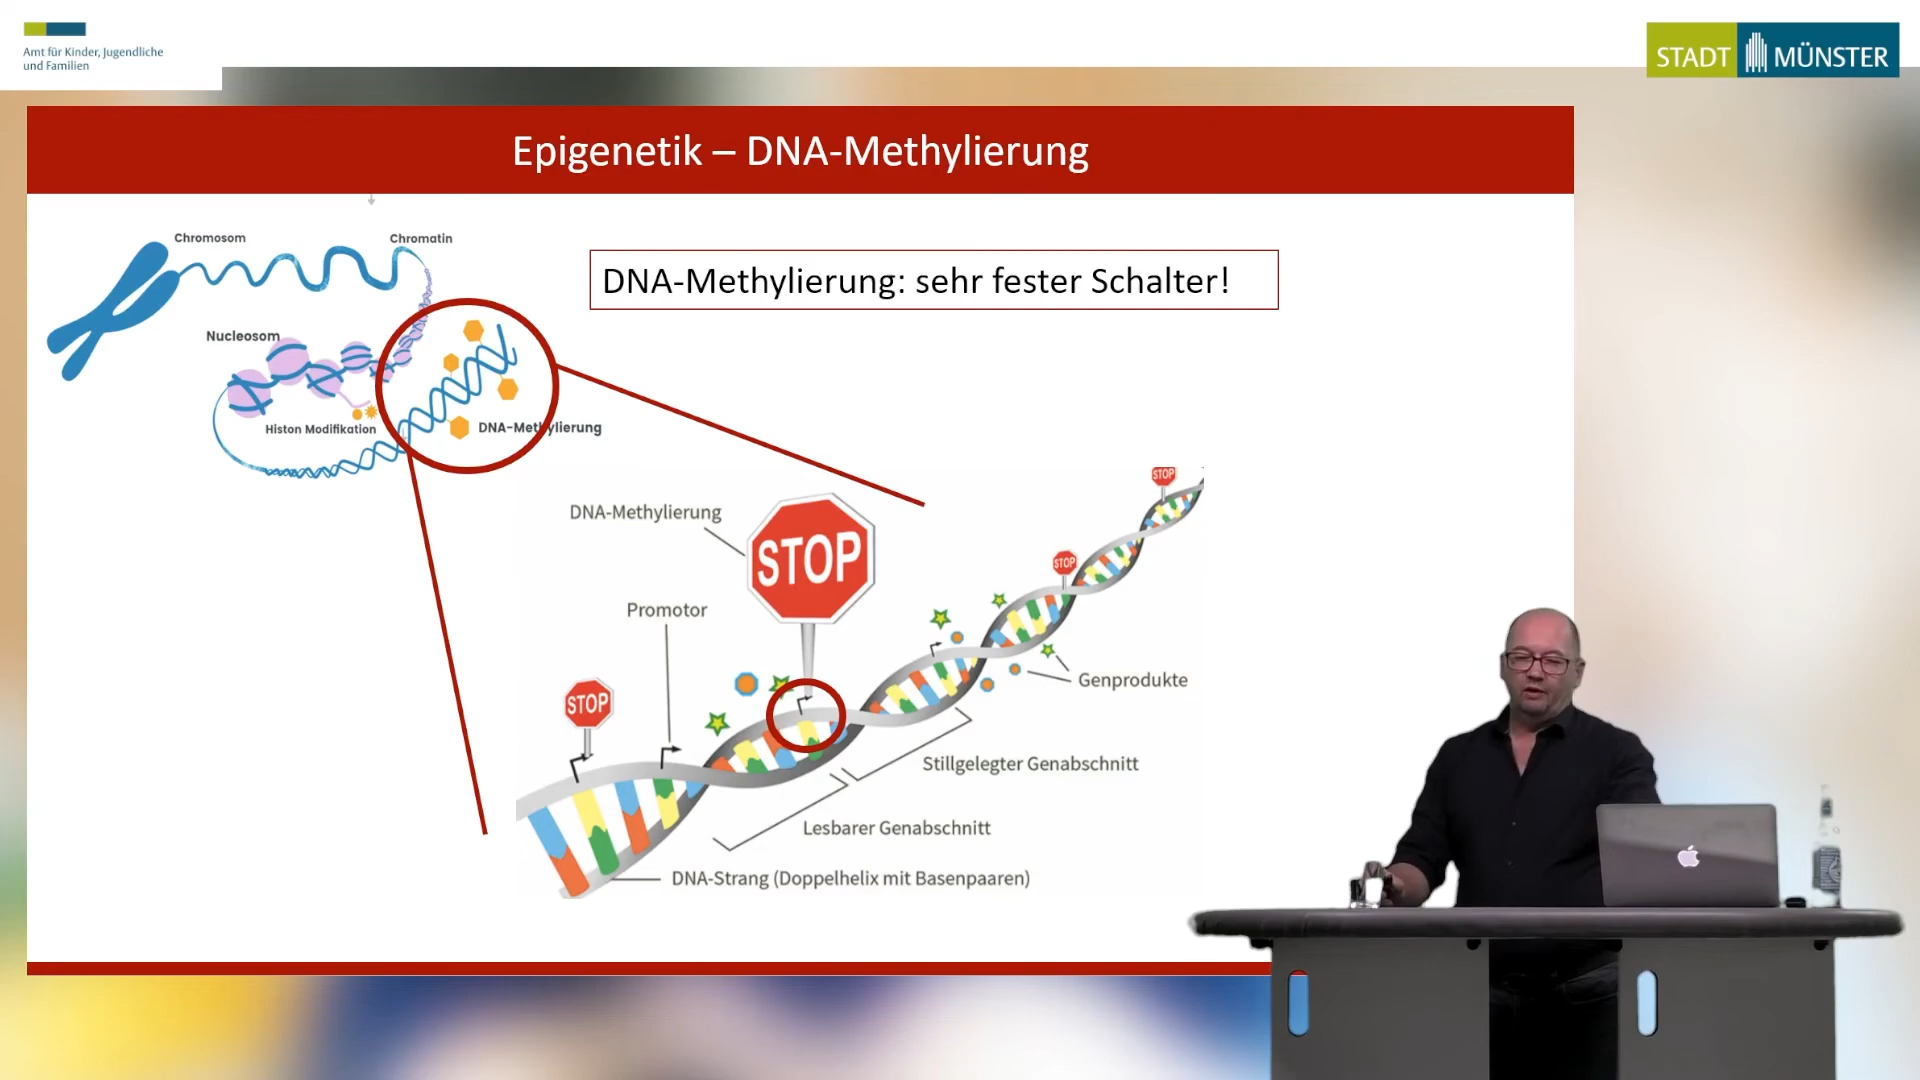 Amt für Kinder, Jugendliche
und Familien
STADT MÜNSTER
Epigenetik – DNA-Methylierung
Chromosom
Chromatin
DNA-Methylierung: sehr fester Schalter!
Nucleosom
Histon Modifikation
DNA-Methylierung
STOP
DNA-Methylierung
STOP
STOP
Promotor
STOP
Genprodukte
Stillgelegter Genabschnitt
Lesbarer Genabschnitt
DNA-Strang (Doppelhelix mit Basenpaaren)